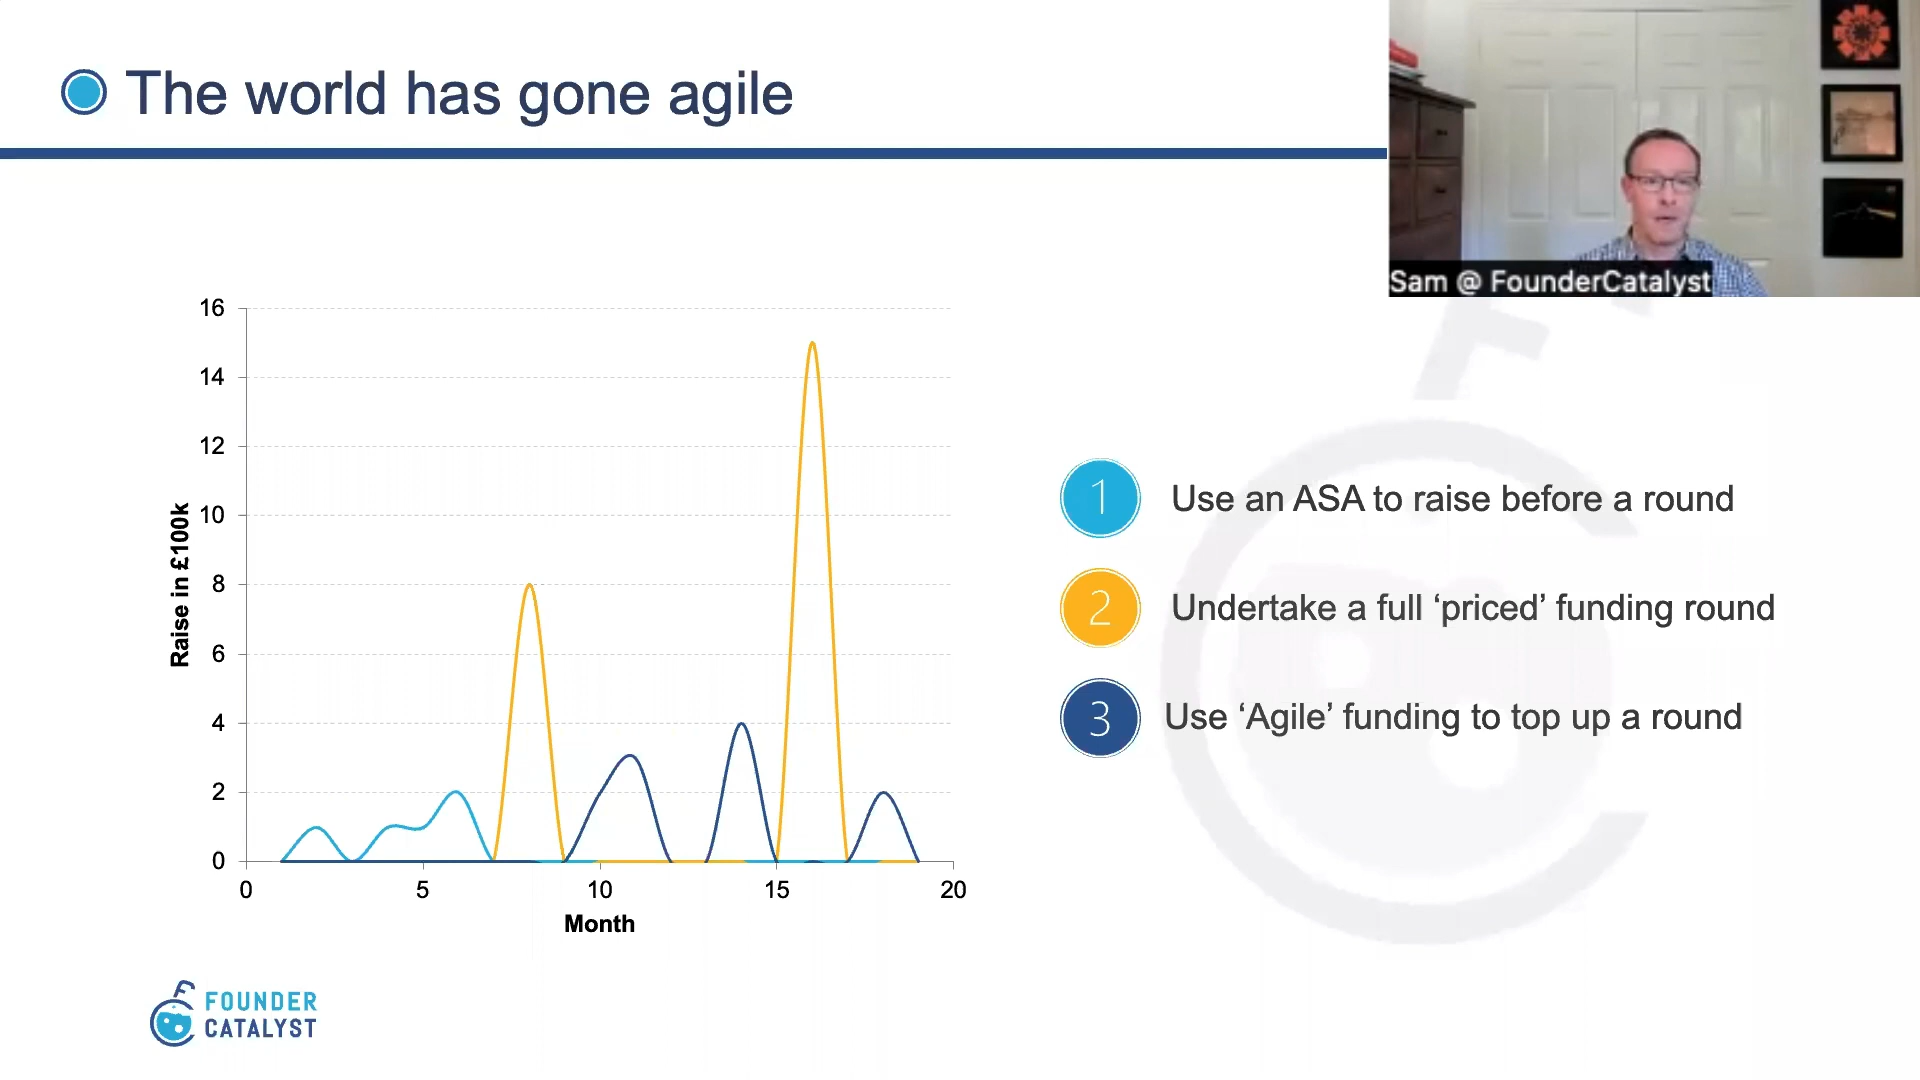 The world has gone agile
Sam @ FounderCatalyst
16
14
12
10
8
6
4
2
0
Raise in £100k
0 5 10 15 20
Month
1 Use an ASA to raise before a round
2 Undertake a full ‘priced’ funding round
3 Use ‘Agile’ funding to top up a round
FOUNDER
CATALYST